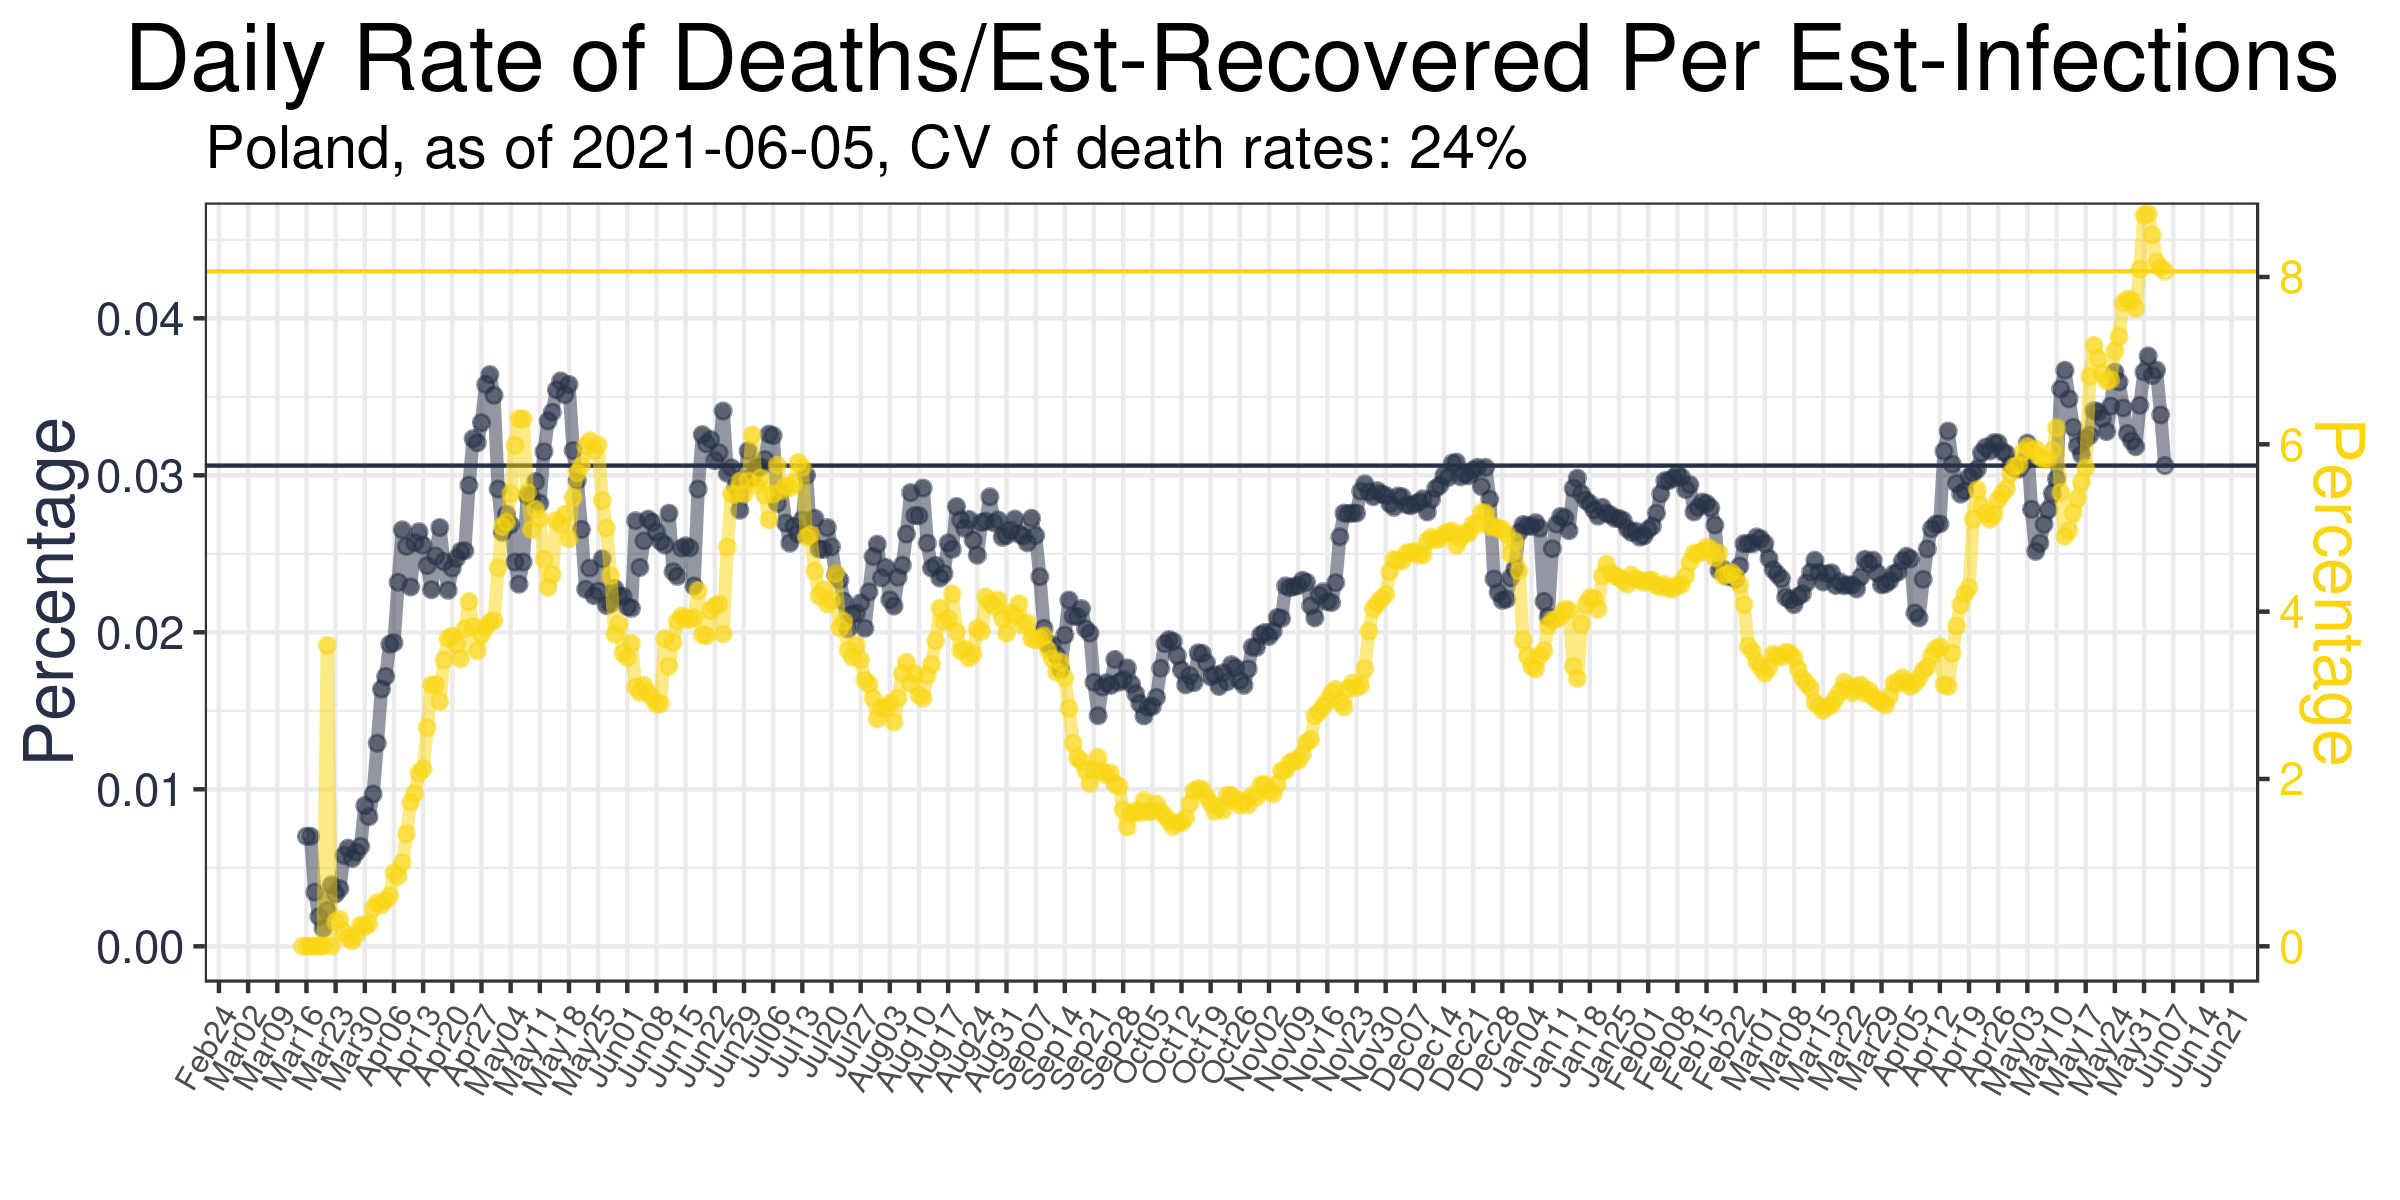 Daily Rate of Deaths/Est-Recovered Per Est-Infections
Poland, as of 2021-06-05, CV of death rates: 24%
Percentage
0.04
0.03
0.02
0.01
0.00
8
6
4
2
0
Percentage
Feb24
Mar02
Mar09
Mar16
Mar23
Mar30
Apr06
Apr13
Apr20
Apr27
May04
May11
May18
May25
Jun01
Jun08
Jun15
Jun22
Jun29
Jul06
Jul13
Jul20
Jul27
Aug03
Aug10
Aug17
Aug24
Aug31
Sep07
Sep14
Sep21
Sep28
Oct05
Oct12
Oct19
Oct26
Nov02
Nov09
Nov16
Nov23
Nov30
Dec07
Dec14
Dec21
Dec28
Jan04
Jan11
Jan18
Jan25
Feb01
Feb08
Feb15
Feb22
Mar01
Mar08
Mar15
Mar22
Mar29
Apr05
Apr12
Apr19
Apr26
May03
May10
May17
May24
May31
Jun07
Jun14
Jun21